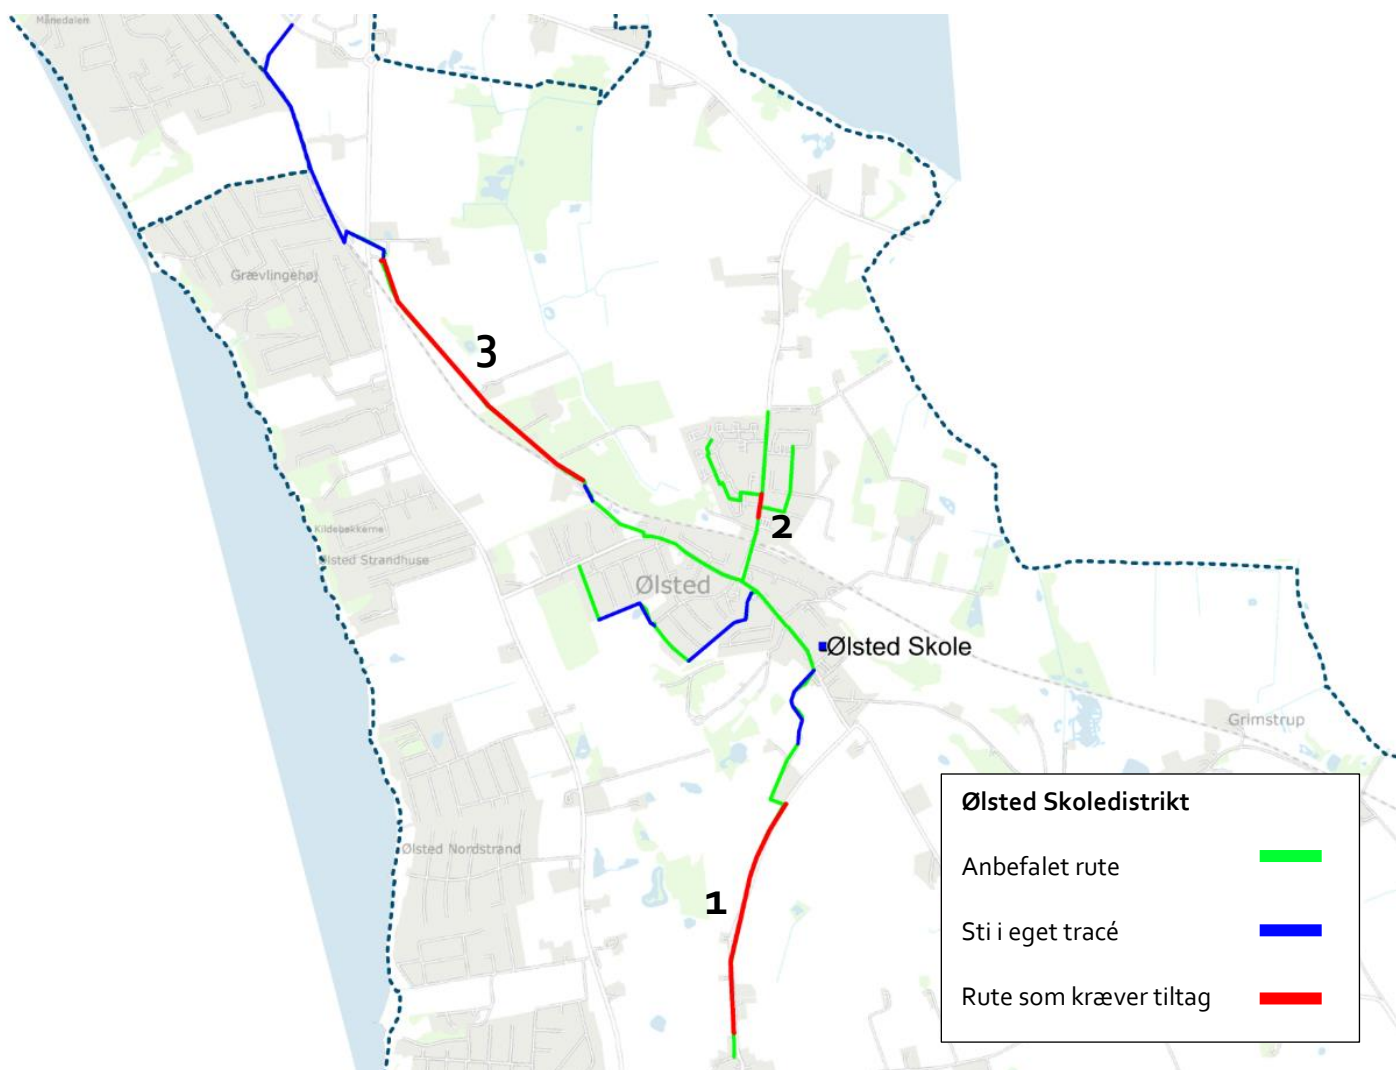 Månedalen
Grævlingehøj
3
2
Kildebakkerne
Ølsted Strandhuse
Ølsted
Ølsted Skole
Grimstrup
Ølsted Nordstrand
1
Ølsted Skoledistrikt
Anbefalet rute
Sti i eget tracé
Rute som kræver tiltag